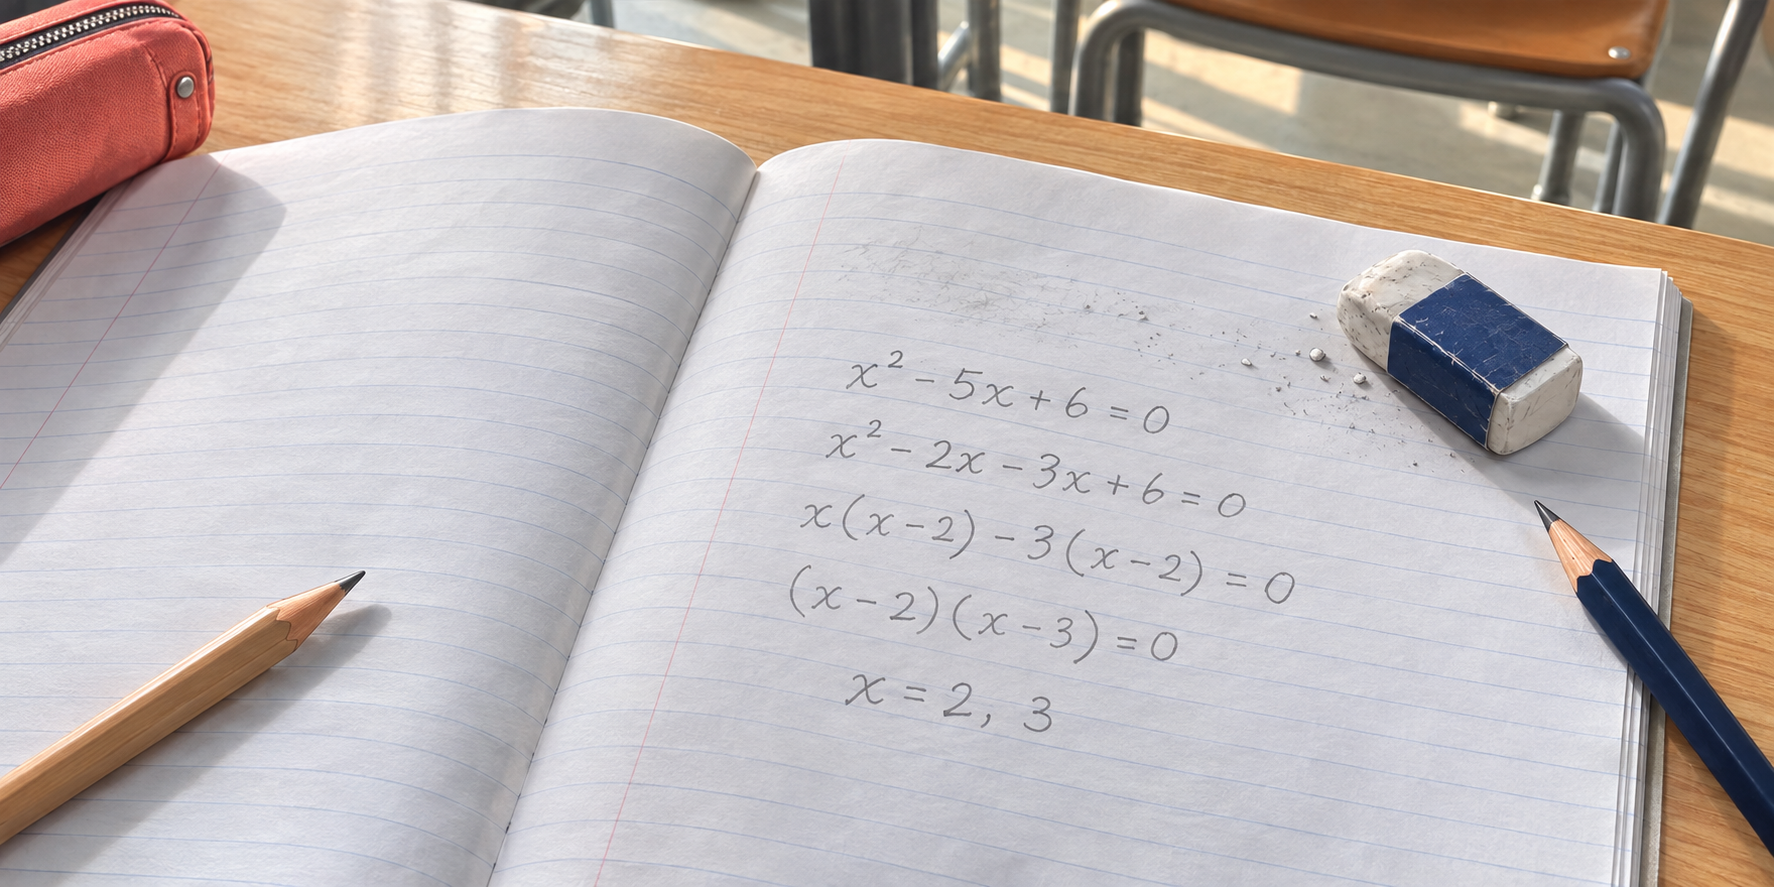 x² - 5x + 6 = 0
x² - 2x - 3x + 6 = 0
x(x - 2) - 3(x - 2) = 0
(x - 2)(x - 3) = 0
x = 2, 3